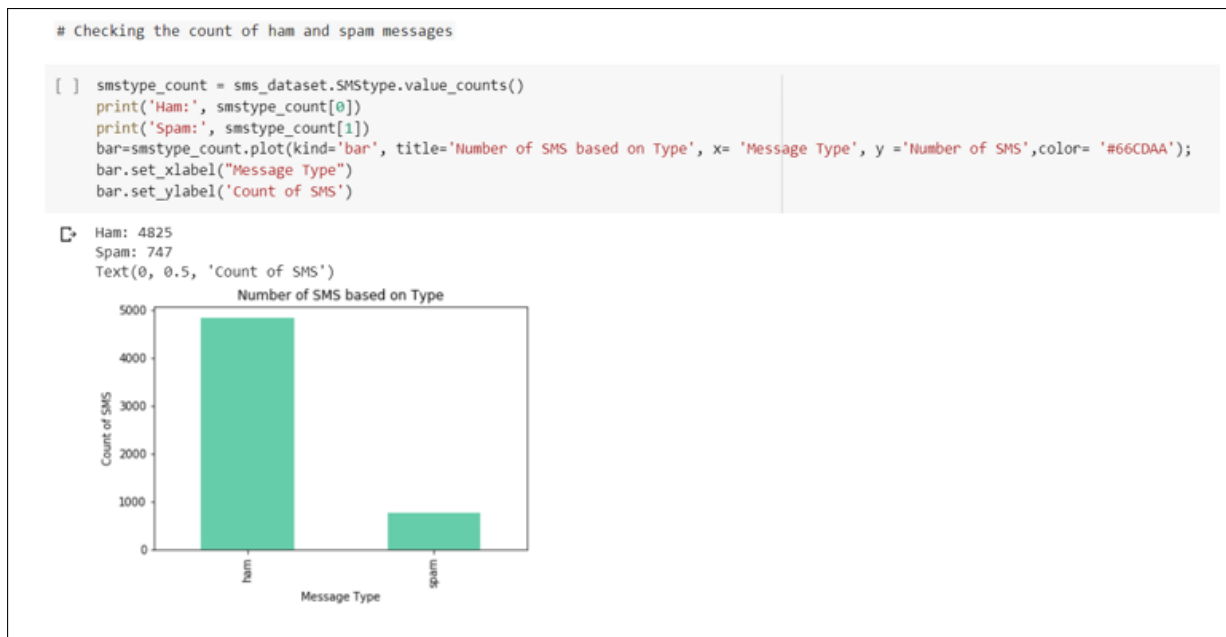 # Checking the count of ham and spam messages
[ ] smstype_count = sms_dataset.SMStype.value_counts()
print('Ham:', smstype_count[0])
print('Spam:', smstype_count[1])
bar=smstype_count.plot(kind='bar', title='Number of SMS based on Type', x= 'Message Type', y ='Number of SMS',color= '#66CDAA');
bar.set_xlabel("Message Type")
bar.set_ylabel('Count of SMS')
Ham: 4825
Spam: 747
Text(0, 0.5, 'Count of SMS')
Number of SMS based on Type
5000
4000
3000
2000
1000
0
Count of SMS
ham
spam
Message Type